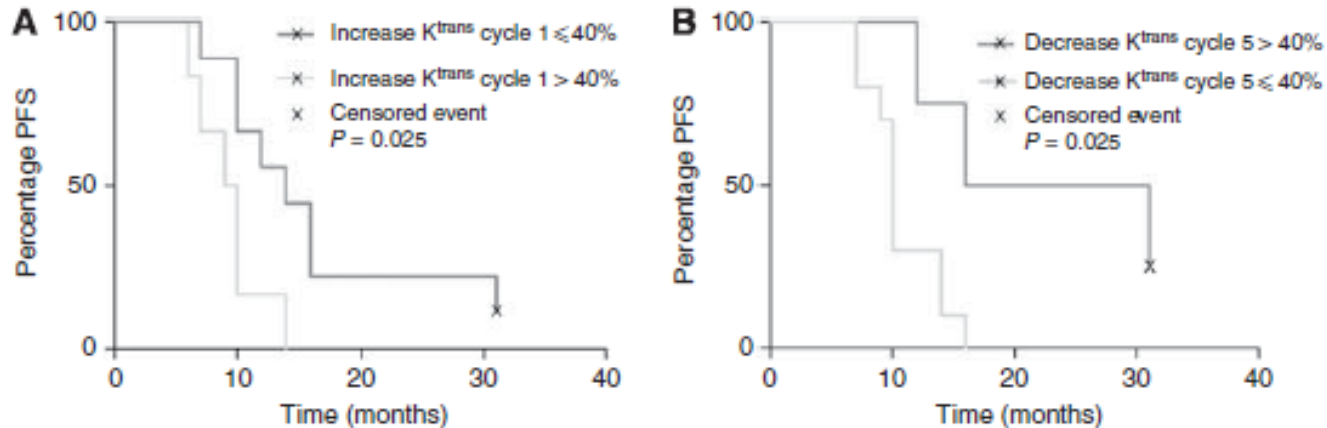 A
Percentage PFS
100
50
0
0 10 20 30 40
Time (months)
Increase Kᵗʳᵃⁿˢ cycle 1 ⩽ 40%
Increase Kᵗʳᵃⁿˢ cycle 1 > 40%
Censored event
P = 0.025
B
Percentage PFS
100
50
0
0 10 20 30 40
Time (months)
Decrease Kᵗʳᵃⁿˢ cycle 5 > 40%
Decrease Kᵗʳᵃⁿˢ cycle 5 ⩽ 40%
Censored event
P = 0.025